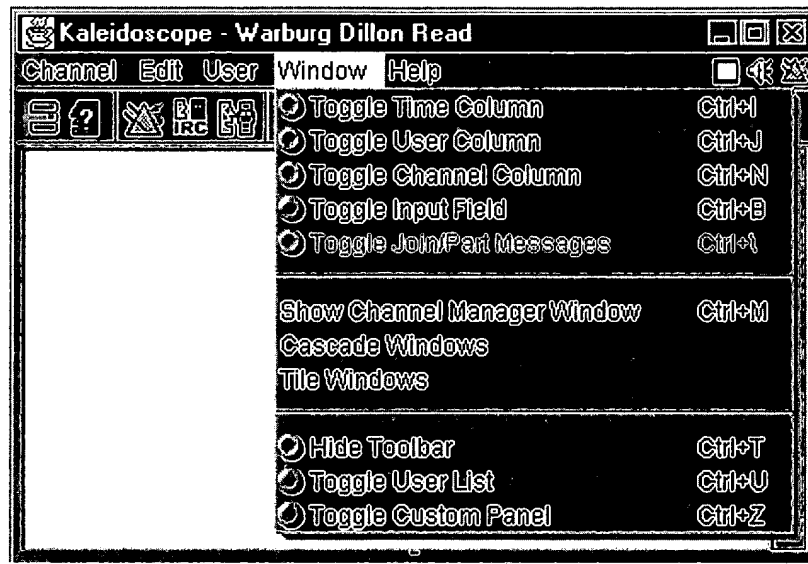 Kaleidoscope - Warburg Dillon Read
Channel Edit User Window Help
IRC
Toggle Time Column Ctrl+I
Toggle User Column Ctrl+J
Toggle Channel Column Ctrl+N
Toggle Input Field Ctrl+B
Toggle Join/Part Messages Ctrl+\
Show Channel Manager Window Ctrl+M
Cascade Windows
Tile Windows
Hide Toolbar Ctrl+T
Toggle User List Ctrl+U
Toggle Custom Panel Ctrl+Z